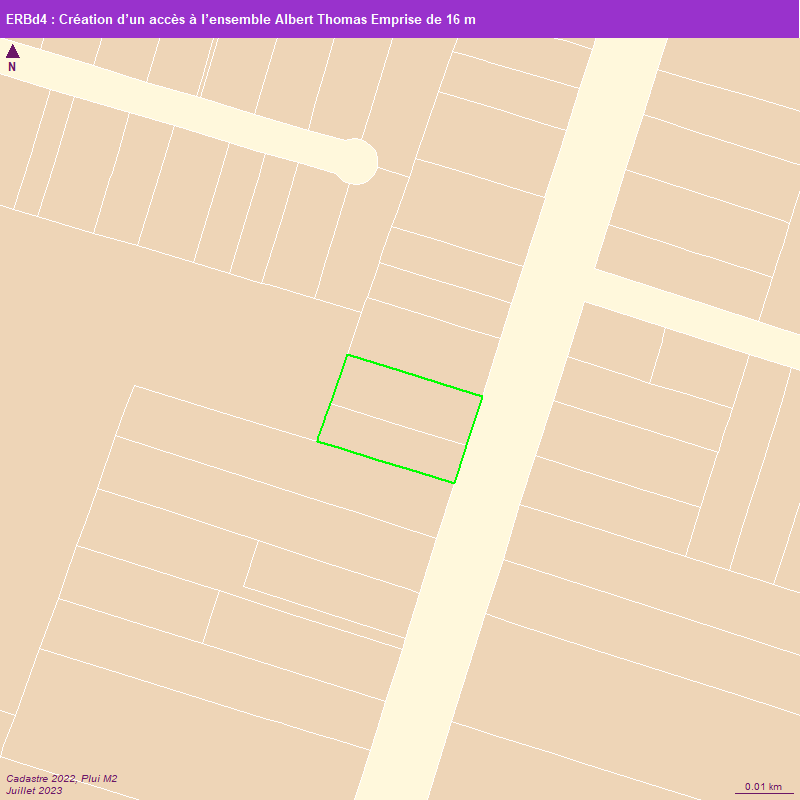 ERBd4 : Création d’un accès à l’ensemble Albert Thomas Emprise de 16 m
N
Cadastre 2022, Plui M2
Juillet 2023
0.01 km